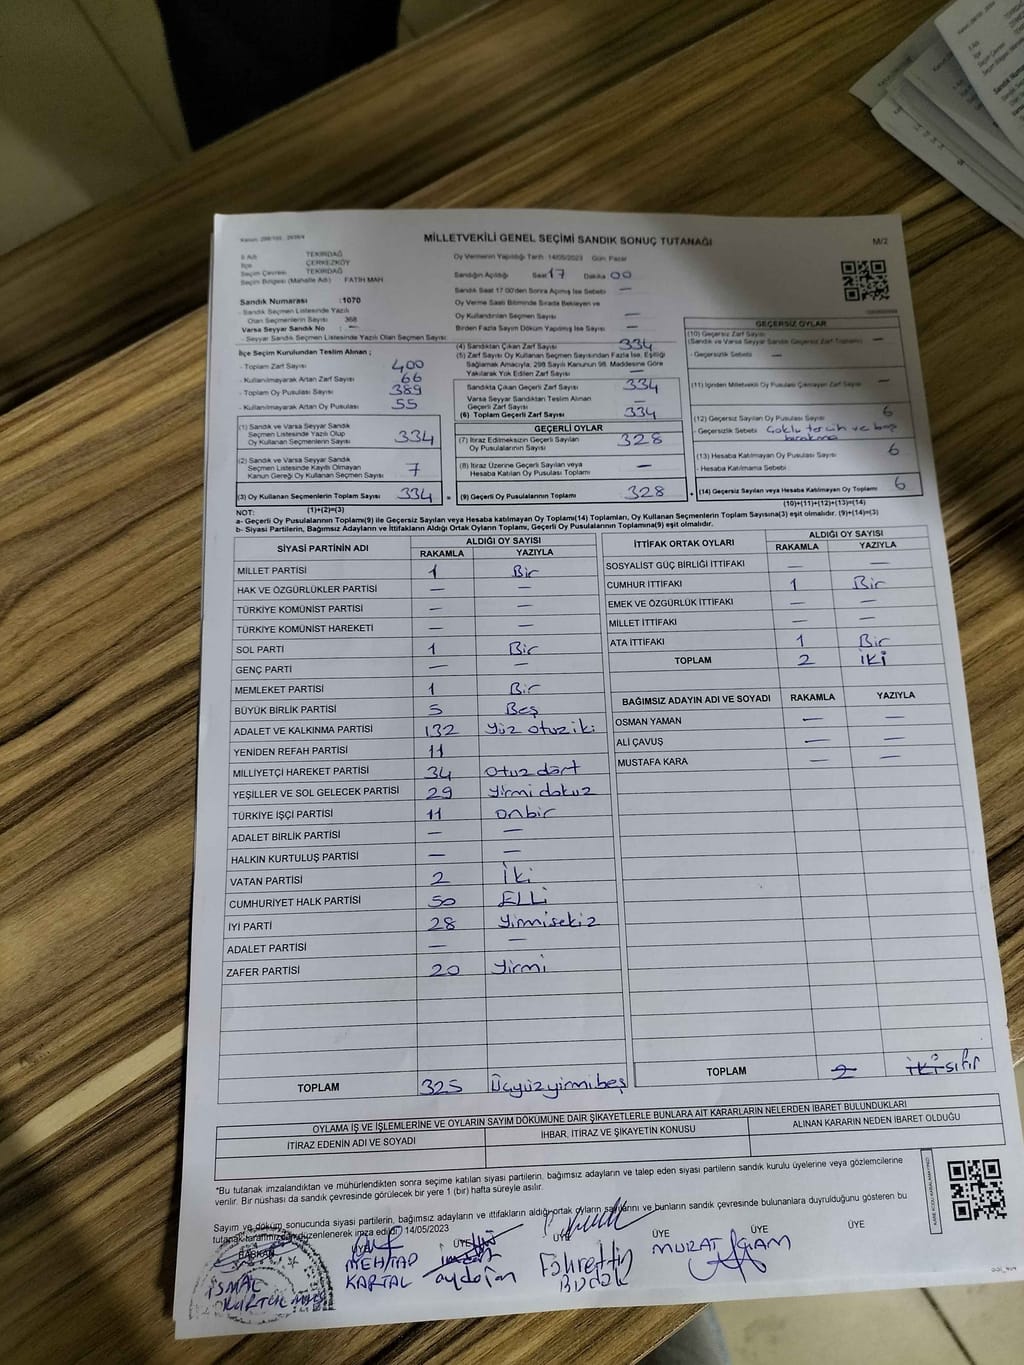 MİLLETVEKİLİ GENEL SEÇİMİ SANDIK SONUÇ TUTANAĞI
M/2
İl Adı TEKİRDAĞ
İlçe ÇERKEZKÖY
Seçim Çevresi TEKİRDAĞ
Seçim Bölgesi (Mahalle Adı) FATİH MAH
Oy Vermenin Yapıldığı Tarih 14/05/2023 Gün: Pazar
Sandığın Açıldığı Saat 17 Dakika 00
Sandık Saat 17.00'den Sonra Açılmış İse Sebebi —
Oy Verme Saati Bitiminde Sırada Bekleyen ve
Oy Kullandırılan Seçmen Sayısı —
Birden Fazla Sayım Döküm Yapılmış İse Sayısı —
Sandık Numarası : 1070
- Sandık Seçmen Listesinde Yazılı
Olan Seçmenlerin Sayısı 368
Varsa Seyyar Sandık No : —
- Seyyar Sandık Seçmen Listesinde Yazılı Olan Seçmen Sayısı
İlçe Seçim Kurulundan Teslim Alınan ;
- Toplam Zarf Sayısı 400
- Kullanılmayarak Artan Zarf Sayısı 66
- Toplam Oy Pusulası Sayısı 389
- Kullanılmayarak Artan Oy Pusulası 55
(1) Sandık ve Varsa Seyyar Sandık
Seçmen Listesinde Yazılı Olup
Oy Kullanan Seçmenlerin Sayısı 334
(2) Sandık ve Varsa Seyyar Sandık
Seçmen Listesinde Kayıtlı Olmayan
Kanun Gereği Oy Kullanan Seçmen Sayısı 7
(3) Oy Kullanan Seçmenlerin Toplam Sayısı 334
(1)+(2)=(3)
(4) Sandıktan Çıkan Zarf Sayısı 334
(5) Zarf Sayısı Oy Kullanan Seçmen Sayısından Fazla İse, Eşitliği
Sağlamak Amacıyla, 298 Sayılı Kanunun 98. Maddesine Göre
Yakılarak Yok Edilen Zarf Sayısı —
Sandıkta Çıkan Geçerli Zarf Sayısı 334
Varsa Seyyar Sandıktan Teslim Alınan
Geçerli Zarf Sayısı —
(6) Toplam Geçerli Zarf Sayısı 334
GEÇERLİ OYLAR
(7) İtiraz Edilmeksizin Geçerli Sayılan
Oy Pusulasının Sayısı 328
(8) İtiraz Üzerine Geçerli Sayılan veya
Hesaba Katılan Oy Pusulası Toplamı —
(9) Geçerli Oy Pusulalarının Toplamı 328
GEÇERSİZ OYLAR
(10) Geçersiz Zarf Sayısı
(Sandık ve Varsa Seyyar Sandık Geçersiz Zarf Toplamı) —
- Geçersizlik Sebebi —
(11) İçinden Milletvekili Oy Pusulası Çıkmayan Zarf Sayısı —
(12) Geçersiz Sayılan Oy Pusulası Sayısı 6
- Geçersizlik Sebebi Çoklu tercih ve boş
bırakma
(13) Hesaba Katılmayan Oy Pusulası Sayısı 6
- Hesaba Katılmama Sebebi :
(14) Geçersiz Sayılan veya Hesaba Katılmayan Oy Toplamı 6
(10)+(11)+(12)+(13)=(14)
NOT:
a- Geçerli Oy Pusulalarının Toplamı(9) ile Geçersiz Sayılan veya Hesaba katılmayan Oy Toplamı(14) Toplamları, Oy Kullanan Seçmenlerin Toplam Sayısına(3) eşit olmalıdır. (9)+(14)=(3)
b- Siyasi Partilerin, Bağımsız Adayların ve İttifakların Aldığı Ortak Oyların Toplamı, Geçerli Oy Pusulalarının Toplamına(9) eşit olmalıdır.
SİYASİ PARTİNİN ADI ALDIĞI OY SAYISI
RAKAMLA YAZIYLA
MİLLET PARTİSİ 1 Bir
HAK VE ÖZGÜRLÜKLER PARTİSİ — —
TÜRKİYE KOMÜNİST PARTİSİ — —
TÜRKİYE KOMÜNİST HAREKETİ — —
SOL PARTİ 1 Bir
GENÇ PARTİ — —
MEMLEKET PARTİSİ 1 Bir
BÜYÜK BİRLİK PARTİSİ 5 Beş
ADALET VE KALKINMA PARTİSİ 132 Yüz otuz iki
YENİDEN REFAH PARTİSİ 11
MİLLİYETÇİ HAREKET PARTİSİ 34 otuz dört
YEŞİLLER VE SOL GELECEK PARTİSİ 29 Yirmi dokuz
TÜRKİYE İŞÇİ PARTİSİ 11 onbir
ADALET BİRLİK PARTİSİ — —
HALKIN KURTULUŞ PARTİSİ — —
VATAN PARTİSİ 2 İki
CUMHURİYET HALK PARTİSİ 50 ELLİ
İYİ PARTİ 28 Yirmisekiz
ADALET PARTİSİ — —
ZAFER PARTİSİ 20 Yirmi
TOPLAM 325 Üçyüzyirmibeş
İTTİFAK ORTAK OYLARI ALDIĞI OY SAYISI
RAKAMLA YAZIYLA
SOSYALİST GÜÇ BİRLİĞİ İTTİFAKI — —
CUMHUR İTTİFAKI 1 Bir
EMEK VE ÖZGÜRLÜK İTTİFAKI — —
MİLLET İTTİFAKI — —
ATA İTTİFAKI 1 Bir
TOPLAM 2 İKİ
BAĞIMSIZ ADAYIN ADI VE SOYADI RAKAMLA YAZIYLA
OSMAN YAMAN — —
ALİ ÇAVUŞ — —
MUSTAFA KARA — —
TOPLAM 2 İKİ sıfır
OYLAMA İŞ VE İŞLEMLERİNE VE OYLARIN SAYIM DÖKÜMÜNE DAİR ŞİKAYETLERLE BUNLARA AİT KARARLARIN NELERDEN İBARET BULUNDUKLARI
İTİRAZ EDENİN ADI VE SOYADI İHBAR, İTİRAZ VE ŞİKAYETİN KONUSU ALINAN KARARIN NEDEN İBARET OLDUĞU
*Bu tutanak imzalandıktan ve mühürlendikten sonra seçime katılan siyasi partilerin, bağımsız adayların ve talep eden siyasi partilerin sandık kurulu üyelerine veya gözlemcilerine
verilir. Bir nüshası da sandık çevresinde görülecek bir yere 1 (bir) hafta süreyle asılır.
Sayım ve döküm sonucunda siyasi partilerin, bağımsız adayların ve ittifakların aldığı ortak oyların sayılarını ve bunların sandık çevresinde bulunanlara duyrulduğunu gösteren bu
tutanak tarafımızdan düzenlenerek imza edildi. 14/05/2023
BAŞKAN ÜYE ÜYE ÜYE ÜYE ÜYE ÜYE
MEHTAP
KARTAL
aydoğan
Fahrettin
MURAT